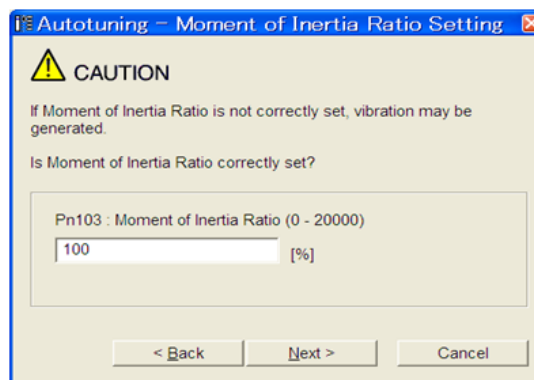 Autotuning - Moment of Inertia Ratio Setting
CAUTION
If Moment of Inertia Ratio is not correctly set, vibration may be
generated.
Is Moment of Inertia Ratio correctly set?
Pn103 : Moment of Inertia Ratio (0 - 20000)
100 [%]
< Back Next > Cancel